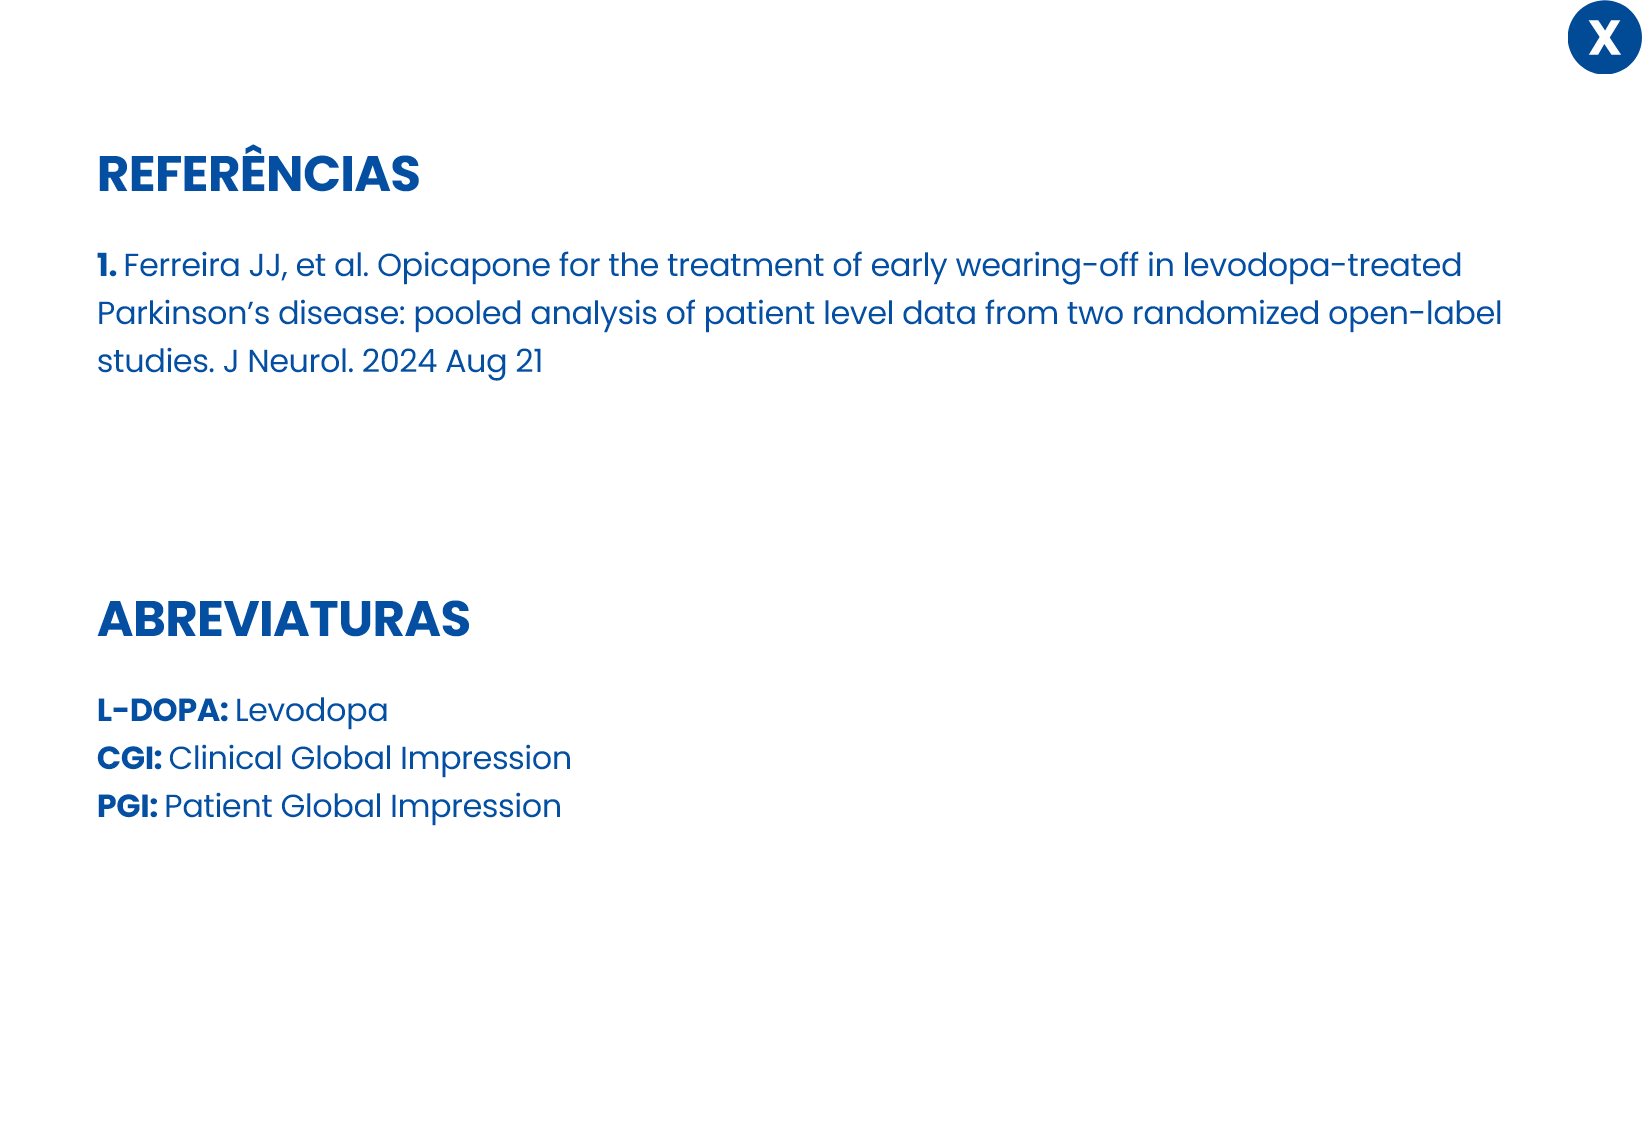 X
REFERÊNCIAS
1. Ferreira JJ, et al. Opicapone for the treatment of early wearing-off in levodopa-treated
Parkinson’s disease: pooled analysis of patient level data from two randomized open-label
studies. J Neurol. 2024 Aug 21
ABREVIATURAS
L-DOPA: Levodopa
CGI: Clinical Global Impression
PGI: Patient Global Impression